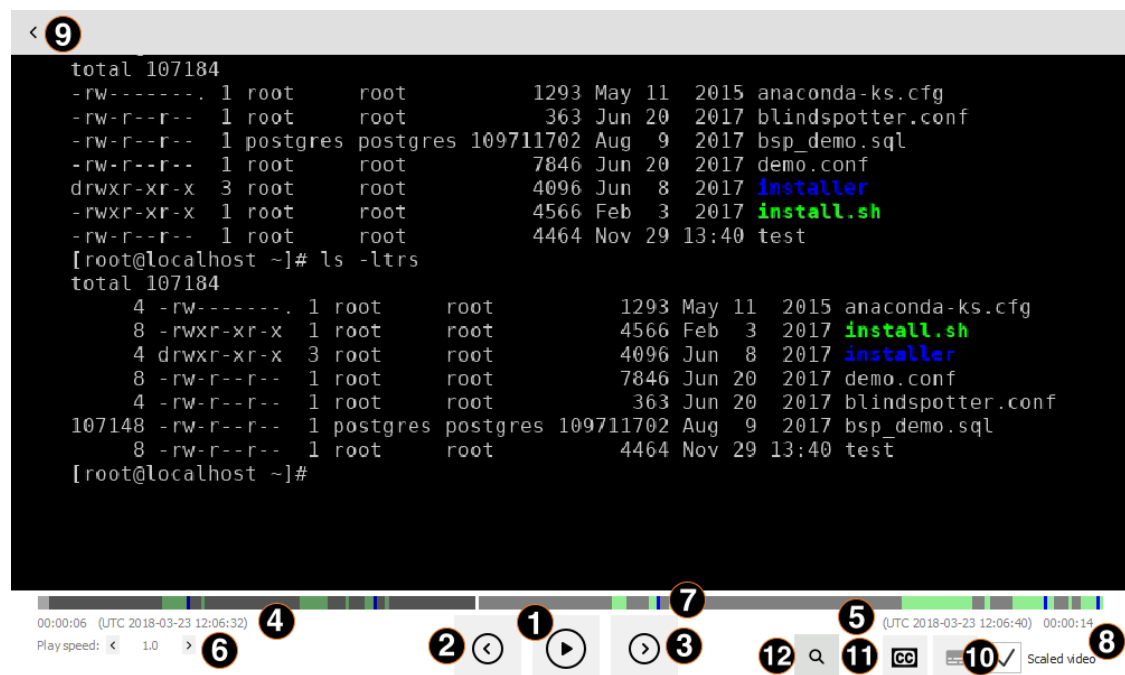 < 9
total 107184
-rw-------. 1 root root 1293 May 11 2015 anaconda-ks.cfg
-rw-r--r-- 1 root root 363 Jun 20 2017 blindspotter.conf
-rw-r--r-- 1 postgres postgres 109711702 Aug 9 2017 bsp_demo.sql
-rw-r--r-- 1 root root 7846 Jun 20 2017 demo.conf
drwxr-xr-x 3 root root 4096 Jun 8 2017 installer
-rwxr-xr-x 1 root root 4566 Feb 3 2017 install.sh
-rw-r--r-- 1 root root 4464 Nov 29 13:40 test
[root@localhost ~]# ls -ltrs
total 107184
4 -rw-------. 1 root root 1293 May 11 2015 anaconda-ks.cfg
8 -rwxr-xr-x 1 root root 4566 Feb 3 2017 install.sh
4 drwxr-xr-x 3 root root 4096 Jun 8 2017 installer
8 -rw-r--r-- 1 root root 7846 Jun 20 2017 demo.conf
4 -rw-r--r-- 1 root root 363 Jun 20 2017 blindspotter.conf
107148 -rw-r--r-- 1 postgres postgres 109711702 Aug 9 2017 bsp_demo.sql
8 -rw-r--r-- 1 root root 4464 Nov 29 13:40 test
[root@localhost ~]#
7
00:00:06 (UTC 2018-03-23 12:06:32) 4 1 5 (UTC 2018-03-23 12:06:40) 00:00:14
Play speed: < 1.0 > 6 2 3 12 11 CC 10 Scaled video 8